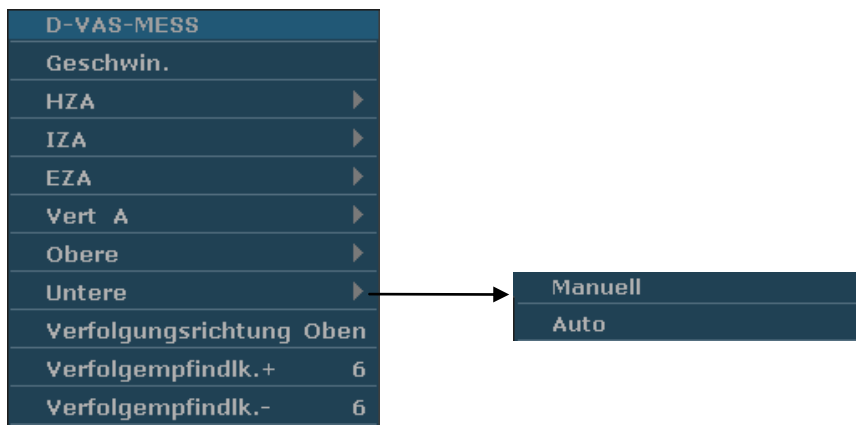 D-VAS-MESS
Geschwin.
HZA
IZA
EZA
Vert A
Obere
Untere
Verfolgungsrichtung Oben
Verfolgempfindlk.+ 6
Verfolgempfindlk.- 6
Manuell
Auto